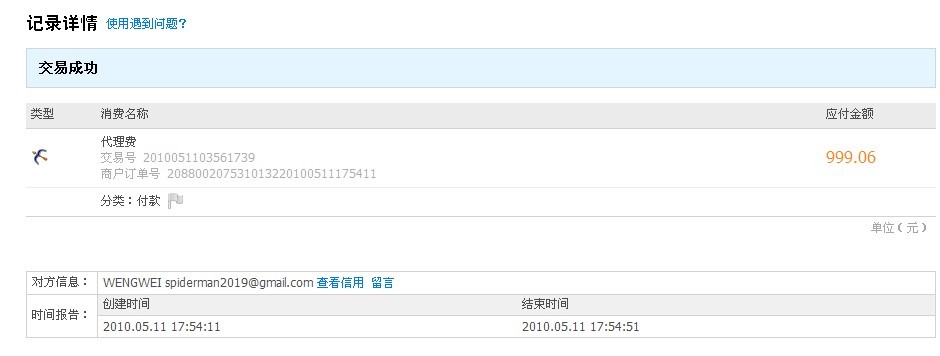 记录详情 使用遇到问题?
交易成功
类型 消费名称 应付金额
代理费
交易号 2010051103561739
999.06
商户订单号 2088002075310132201005111754​11
分类：付款
单位（元）
对方信息： WENGWEI spiderman2019@gmail.com 查看信用 留言
时间报告： 创建时间 结束时间
2010.05.11 17:54:11 2010.05.11 17:54:51